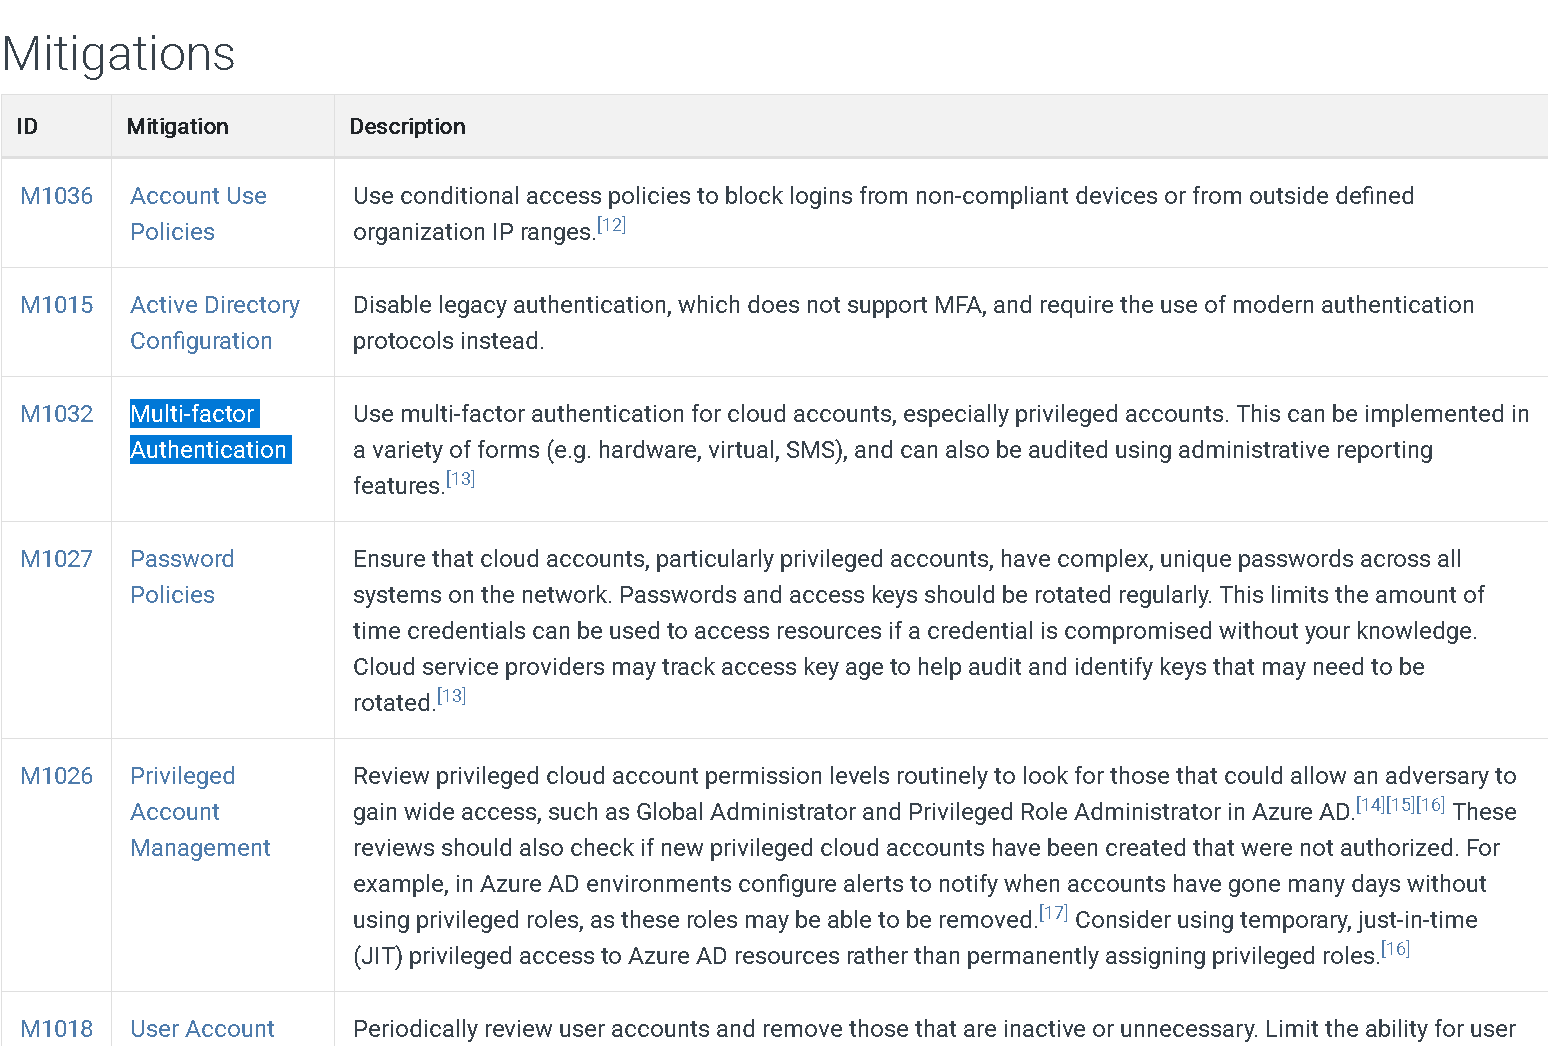 Mitigations
ID Mitigation Description
M1036 Account Use Policies Use conditional access policies to block logins from non-compliant devices or from outside defined
organization IP ranges.[12]
M1015 Active Directory Configuration Disable legacy authentication, which does not support MFA, and require the use of modern authentication
protocols instead.
M1032 Multi-factor Authentication Use multi-factor authentication for cloud accounts, especially privileged accounts. This can be implemented in
a variety of forms (e.g. hardware, virtual, SMS), and can also be audited using administrative reporting
features.[13]
M1027 Password Policies Ensure that cloud accounts, particularly privileged accounts, have complex, unique passwords across all
systems on the network. Passwords and access keys should be rotated regularly. This limits the amount of
time credentials can be used to access resources if a credential is compromised without your knowledge.
Cloud service providers may track access key age to help audit and identify keys that may need to be
rotated.[13]
M1026 Privileged Account Management Review privileged cloud account permission levels routinely to look for those that could allow an adversary to
gain wide access, such as Global Administrator and Privileged Role Administrator in Azure AD.[14][15][16] These
reviews should also check if new privileged cloud accounts have been created that were not authorized. For
example, in Azure AD environments configure alerts to notify when accounts have gone many days without
using privileged roles, as these roles may be able to be removed.[17] Consider using temporary, just-in-time
(JIT) privileged access to Azure AD resources rather than permanently assigning privileged roles.[16]
M1018 User Account Periodically review user accounts and remove those that are inactive or unnecessary. Limit the ability for user